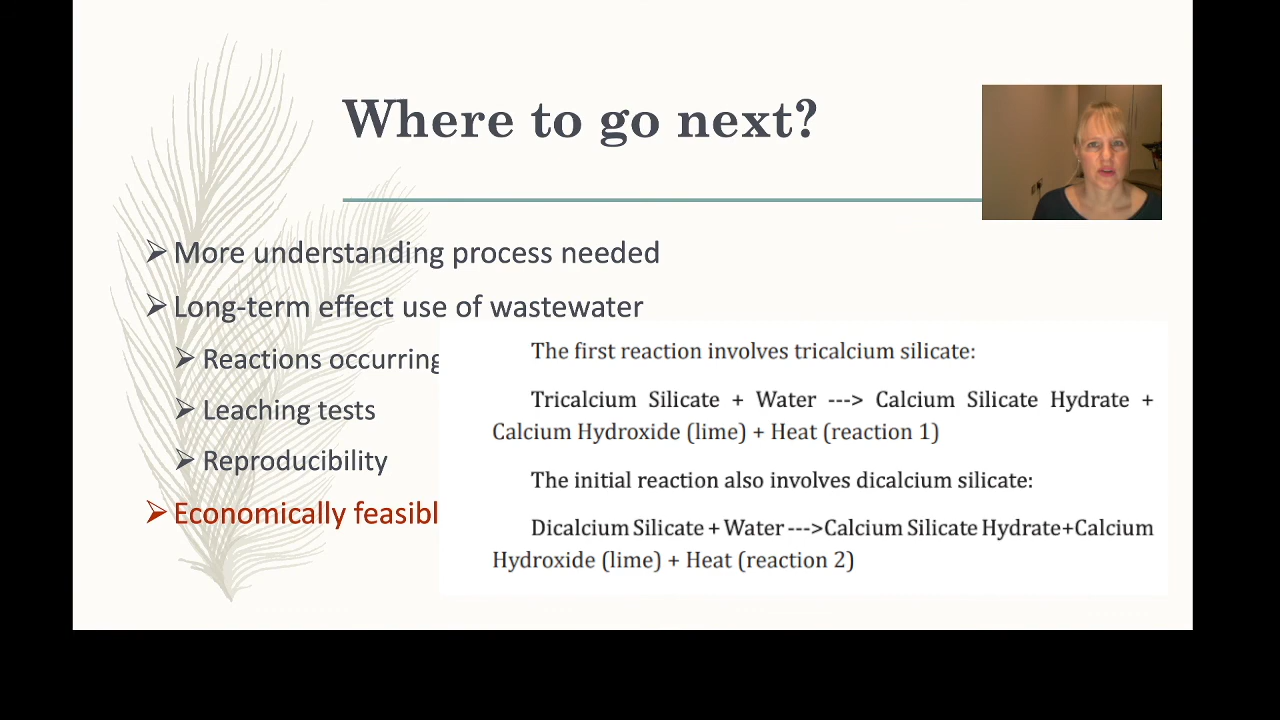 Where to go next?
More understanding process needed
Long-term effect use of wastewater
Reactions occurring
Leaching tests
Reproducibility
Economically feasibl
The first reaction involves tricalcium silicate:
Tricalcium Silicate + Water ---> Calcium Silicate Hydrate +
Calcium Hydroxide (lime) + Heat (reaction 1)
The initial reaction also involves dicalcium silicate:
Dicalcium Silicate + Water --->Calcium Silicate Hydrate+Calcium
Hydroxide (lime) + Heat (reaction 2)